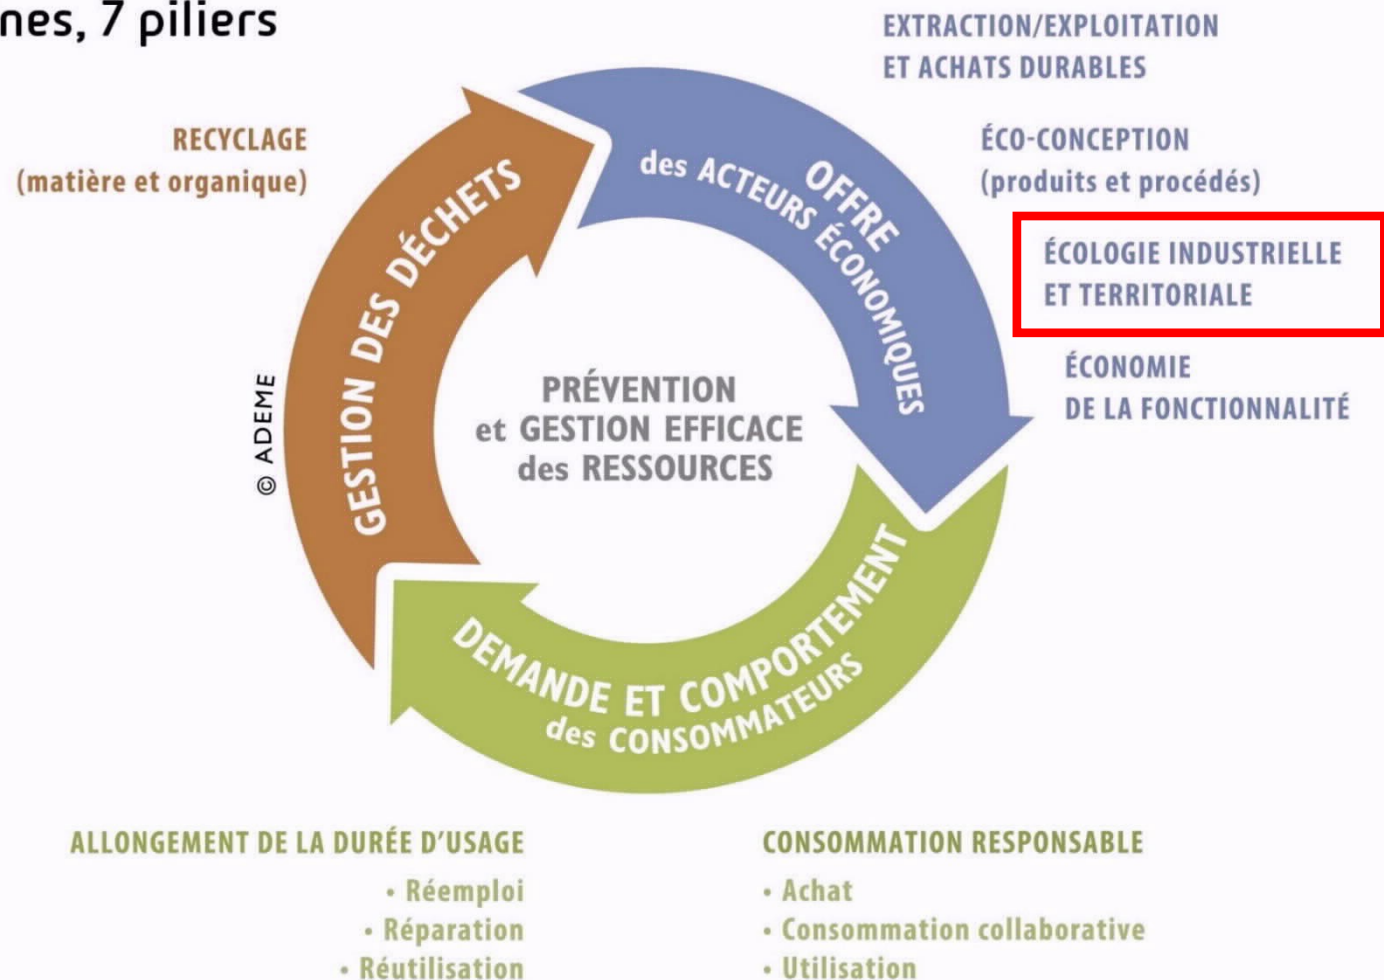 nes, 7 piliers
EXTRACTION/EXPLOITATION
ET ACHATS DURABLES
RECYCLAGE
(matière et organique)
ÉCO-CONCEPTION
(produits et procédés)
ÉCOLOGIE INDUSTRIELLE
ET TERRITORIALE
ÉCONOMIE
DE LA FONCTIONNALITÉ
OFFRE
des ACTEURS ÉCONOMIQUES
GESTION DES DÉCHETS
PRÉVENTION
et GESTION EFFICACE
des RESSOURCES
© ADEME
DEMANDE ET COMPORTEMENT
des CONSOMMATEURS
ALLONGEMENT DE LA DURÉE D'USAGE
• Réemploi
• Réparation
• Réutilisation
CONSOMMATION RESPONSABLE
• Achat
• Consommation collaborative
• Utilisation